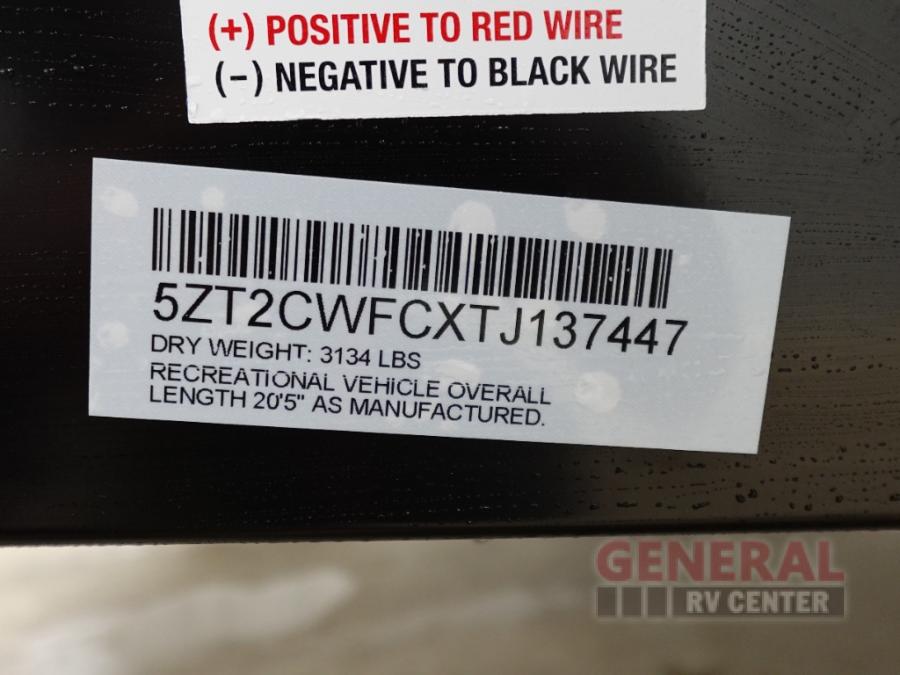 (+) POSITIVE TO RED WIRE
(–) NEGATIVE TO BLACK WIRE
5ZT2CWFCXTJ137447
DRY WEIGHT: 3134 LBS
RECREATIONAL VEHICLE OVERALL
LENGTH 20'5" AS MANUFACTURED.
GENERAL
RV CENTER